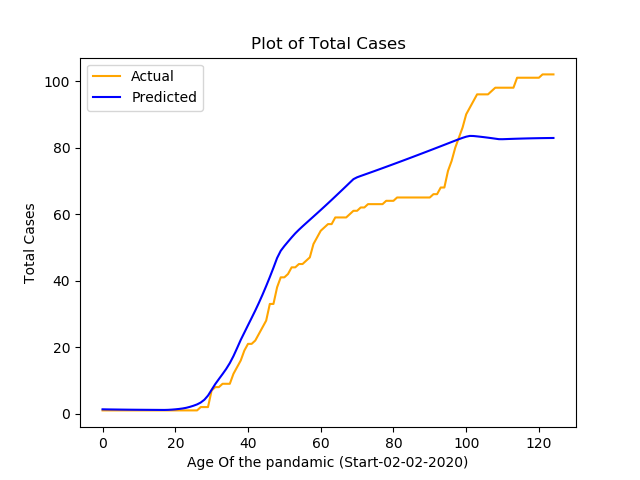 Plot of Total Cases
Actual
Predicted
Total Cases
100
80
60
40
20
0
0 20 40 60 80 100 120
Age Of the pandamic (Start-02-02-2020)